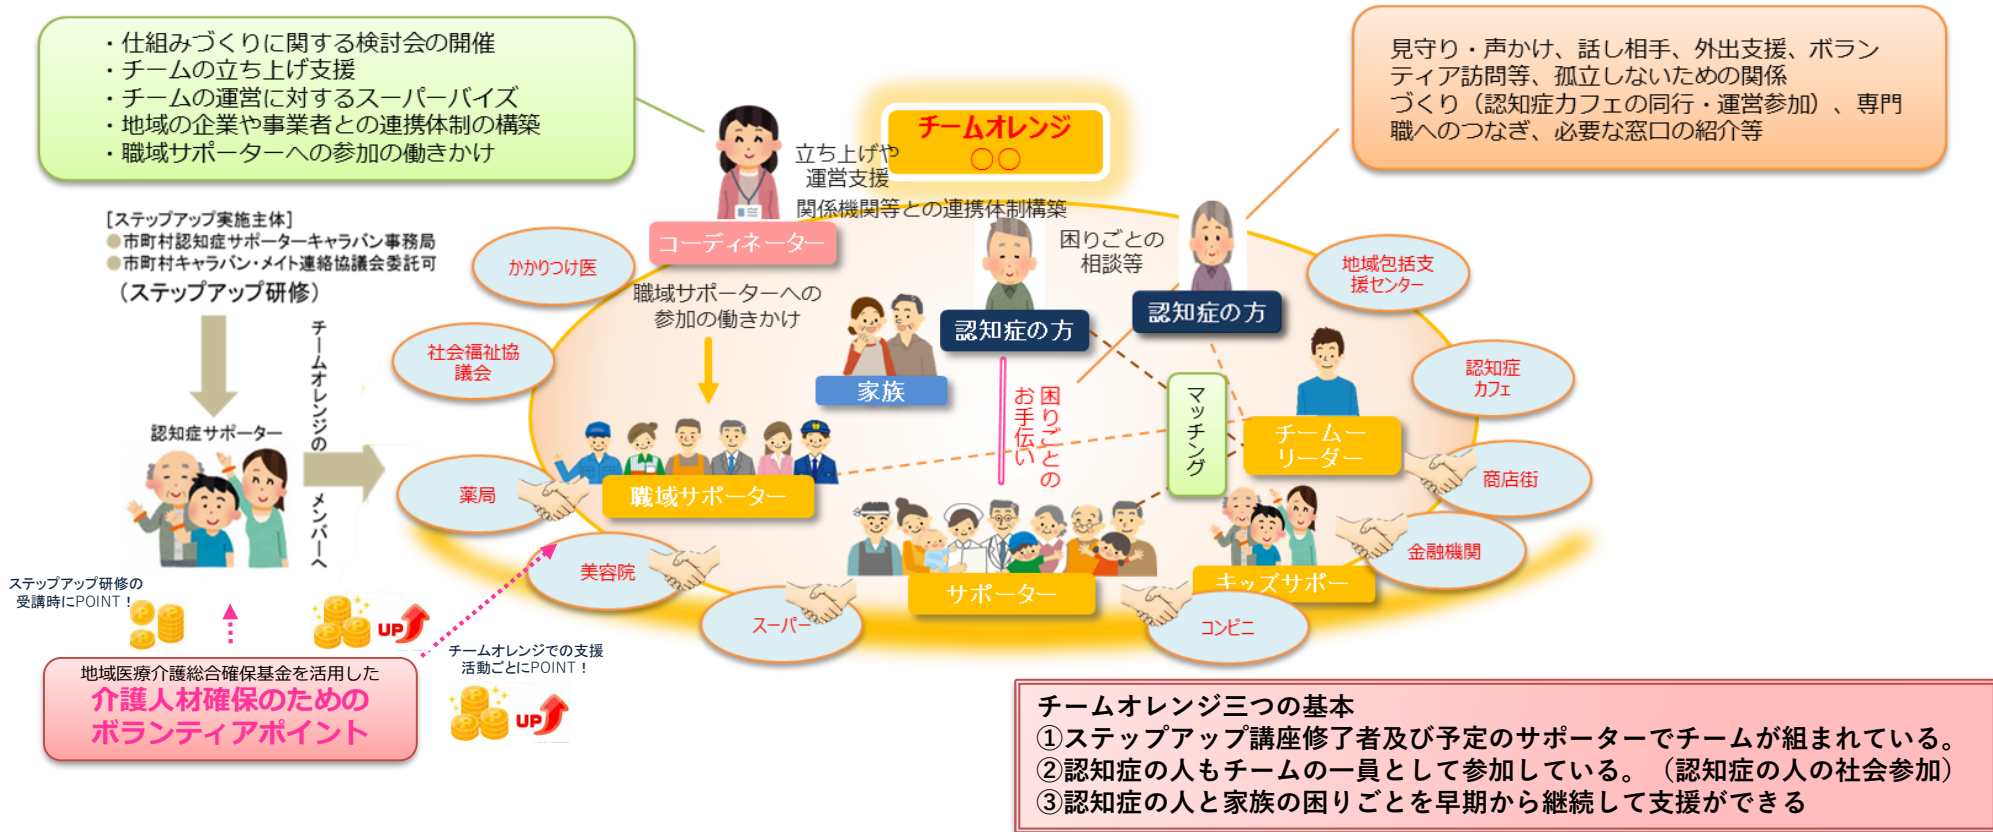 ・仕組みづくりに関する検討会の開催
・チームの立ち上げ支援
・チームの運営に対するスーパーバイズ
・地域の企業や事業者との連携体制の構築
・職域サポーターへの参加の働きかけ
見守り・声かけ、話し相手、外出支援、ボラン
ティア訪問等、孤立しないための関係
づくり（認知症カフェの同行・運営参加）、専門
職へのつなぎ、必要な窓口の紹介等
チームオレンジ
〇〇
立ち上げや
運営支援
関係機関等との連携体制構築
コーディネーター
[ステップアップ実施主体]
●市町村認知症サポーターキャラバン事務局
●市町村キャラバン・メイト連絡協議会委託可
（ステップアップ研修）
チームオレンジの
メンバーへ
認知症サポーター
かかりつけ医
社会福祉協
議会
薬局
美容院
スーパー
コンビニ
金融機関
商店街
認知症
カフェ
地域包括支
援センター
職域サポーターへの
参加の働きかけ
困りごとの
相談等
認知症の方
認知症の方
家族
困りごとの
お手伝い
マッチング
チームー
リーダー
職域サポーター
サポーター
キッズサポー
ステップアップ研修の
受講時にPOINT！
UP
チームオレンジでの支援
活動ごとにPOINT！
UP
地域医療介護総合確保基金を活用した
介護人材確保のための
ボランティアポイント
チームオレンジ三つの基本
①ステップアップ講座修了者及び予定のサポーターでチームが組まれている。
②認知症の人もチームの一員として参加している。（認知症の人の社会参加）
③認知症の人と家族の困りごとを早期から継続して支援ができる